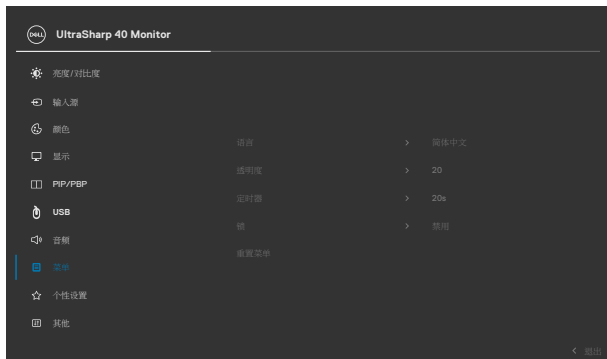 DELL UltraSharp 40 Monitor
亮度/对比度
输入源
颜色
显示
语言 > 简体中文
透明度 > 20
PIP/PBP
定时器 > 20s
USB
锁 > 禁用
音频
重置菜单
菜单
个性设置
其他
< 退出